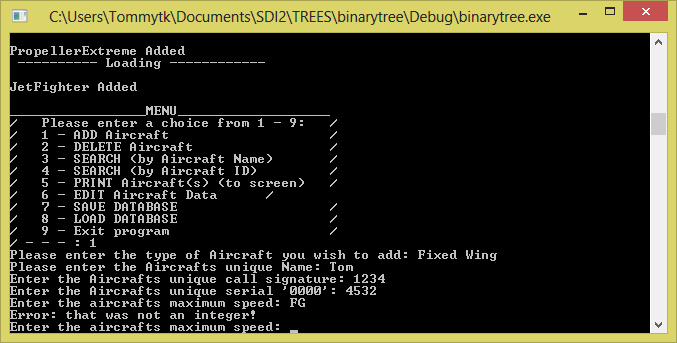 C:\Users\Tommytk\Documents\SDI2\TREES\binarytree\Debug\binarytree.exe
PropellerExtreme Added
---------- Loading ------------
JetFighter Added
_________________MENU___________________
/   Please enter a choice from 1 - 9:   /
/   1 - ADD Aircraft                    /
/   2 - DELETE Aircraft                 /
/   3 - SEARCH (by Aircraft Name)       /
/   4 - SEARCH (by Aircraft ID)         /
/   5 - PRINT Aircraft(s) (to screen)   /
/   6 - EDIT Aircraft Data      /
/   7 - SAVE DATABASE                   /
/   8 - LOAD DATABASE                   /
/   9 - Exit program                    /
/ - - - : 1
Please enter the type of Aircraft you wish to add: Fixed Wing
Please enter the Aircrafts unique Name: Tom
Enter the Aircrafts unique call signature: 1234
Enter the Aircrafts unique serial '0000': 4532
Enter the aircrafts maximum speed: FG
Error: that was not an integer!
Enter the aircrafts maximum speed: _